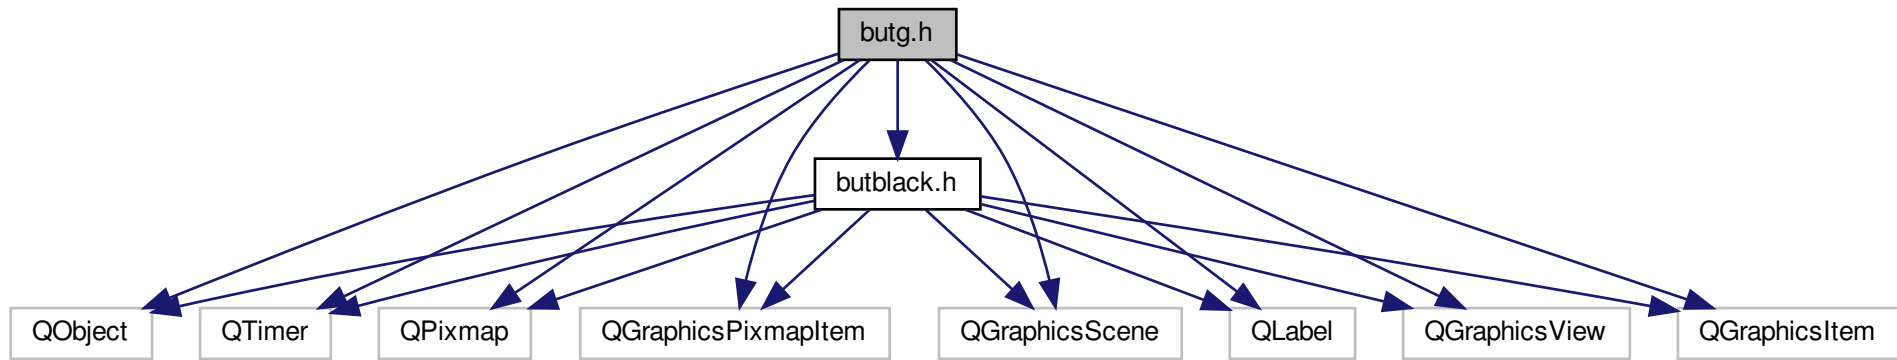 butg.h
butblack.h
QObject
QTimer
QPixmap
QGraphicsPixmapItem
QGraphicsScene
QLabel
QGraphicsView
QGraphicsItem